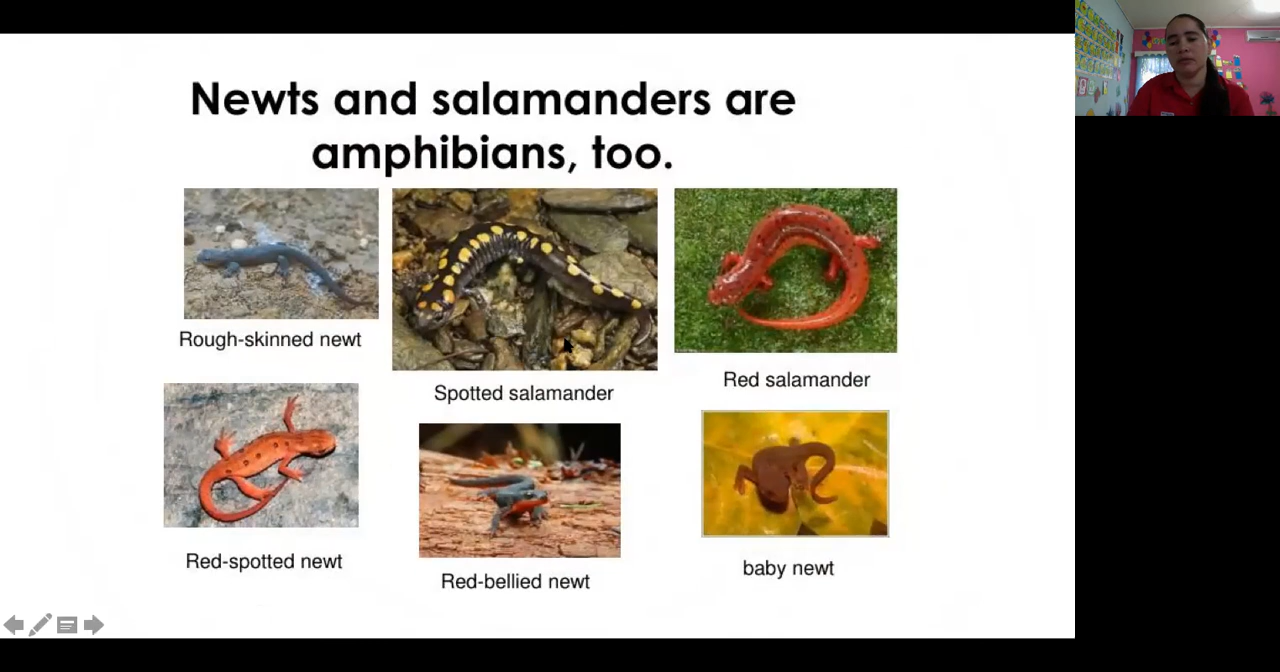 Newts and salamanders are
amphibians, too.
Rough-skinned newt
Spotted salamander
Red salamander
Red-spotted newt
Red-bellied newt
baby newt